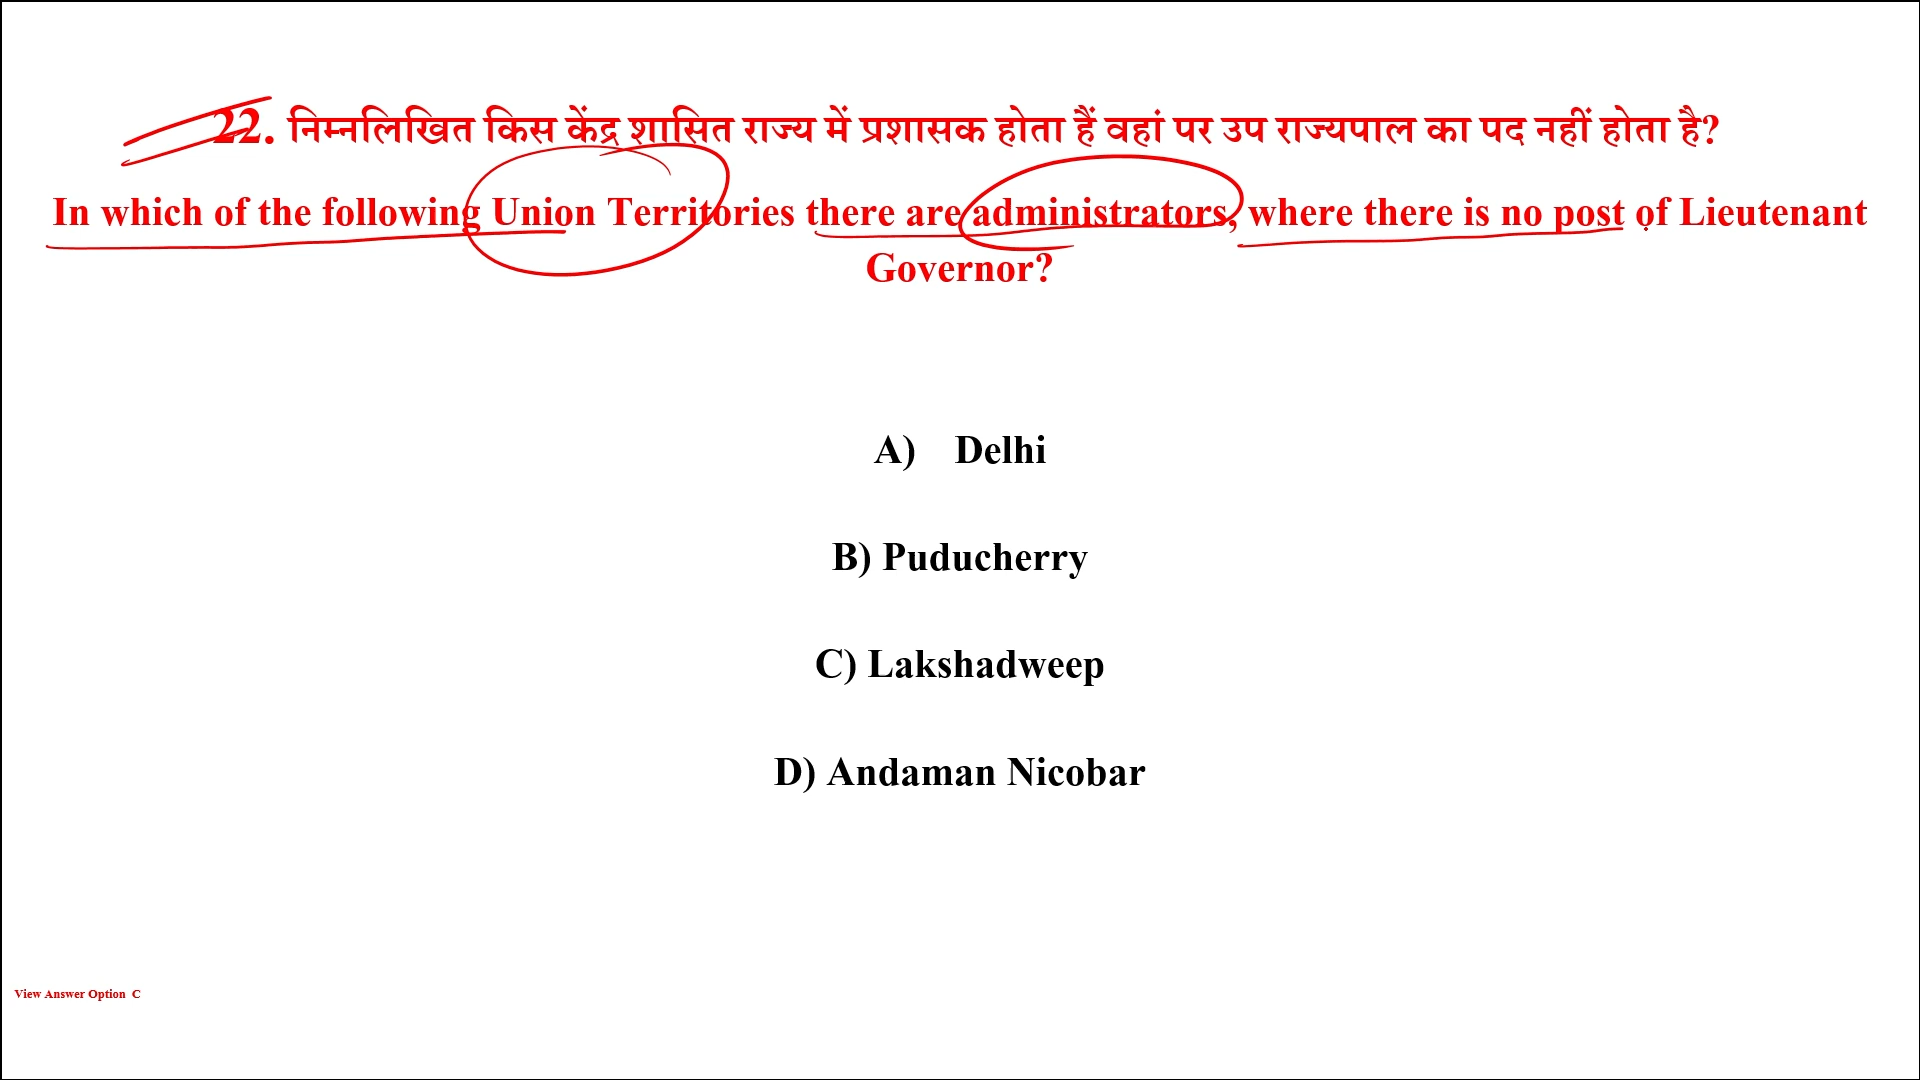 22. निम्नलिखित किस केंद्र शासित राज्य में प्रशासक होता हैं वहां पर उप राज्यपाल का पद नहीं होता है?
In which of the following Union Territories there are administrators, where there is no post of Lieutenant
Governor?
A) Delhi
B) Puducherry
C) Lakshadweep
D) Andaman Nicobar
View Answer Option C